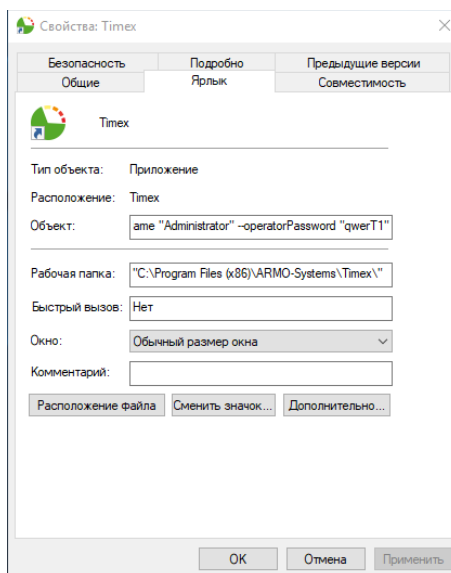 Свойства: Timex
Безопасность Подробно Предыдущие версии
Общие Ярлык Совместимость
Timex
Тип объекта: Приложение
Расположение: Timex
Объект: ame "Administrator" --operatorPassword "qwerT1"
Рабочая папка: "C:\Program Files (x86)\ARMO-Systems\Timex\"
Быстрый вызов: Нет
Окно: Обычный размер окна
Комментарий:
Расположение файла Сменить значок... Дополнительно...
OK Отмена Применить